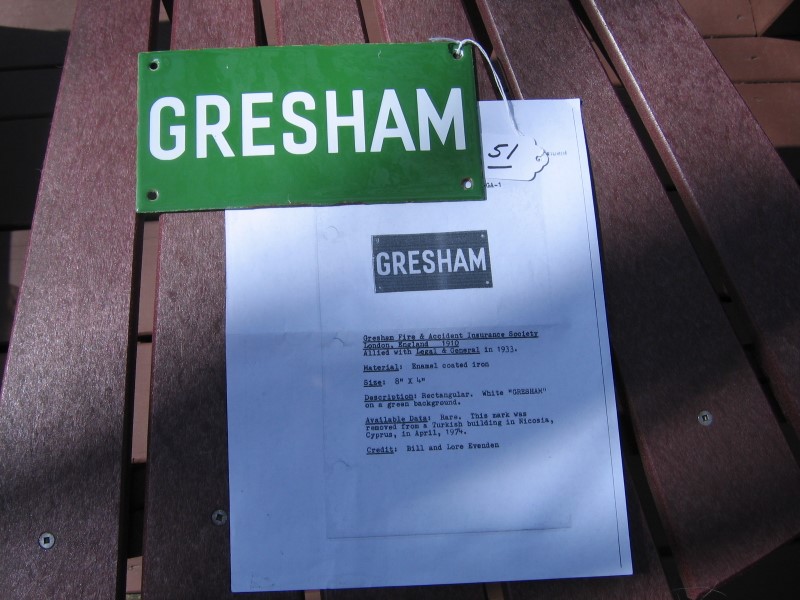 GRESHAM
51
GA-1
GRESHAM
Gresham Fire & Accident Insurance Society
London, England 1910
Allied with Legal & General in 1933.
Material: Enamel coated iron
Size: 8" X 4"
Description: Rectangular. White "GRESHAM"
on a green background.
Available Data: Rare. This mark was
removed from a Turkish building in Nicosia,
Cyprus, in April, 1974.
Credit: Bill and Lore Evenden